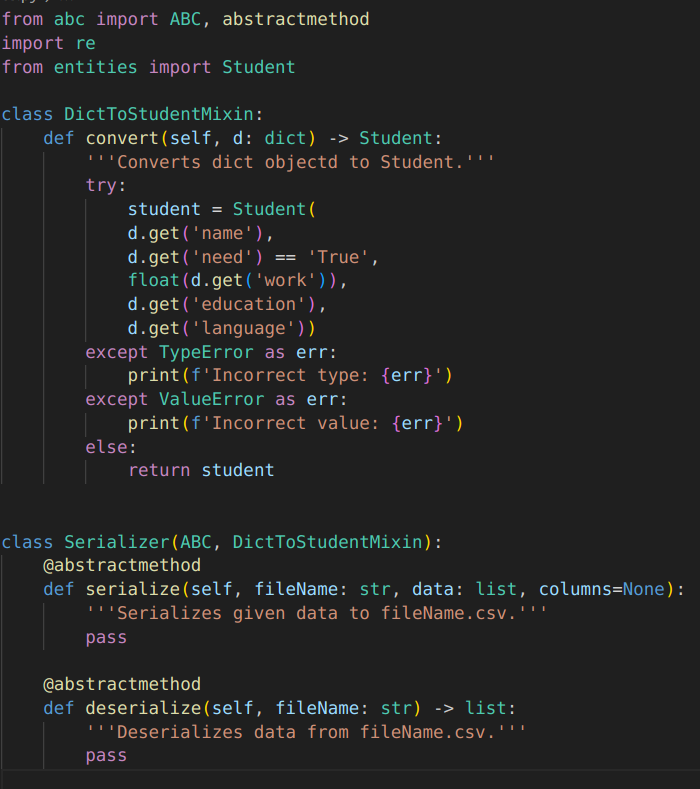 from abc import ABC, abstractmethod
import re
from entities import Student

class DictToStudentMixin:
    def convert(self, d: dict) -> Student:
        '''Converts dict objectd to Student.'''
        try:
            student = Student(
            d.get('name'),
            d.get('need') == 'True',
            float(d.get('work')),
            d.get('education'),
            d.get('language'))
        except TypeError as err:
            print(f'Incorrect type: {err}')
        except ValueError as err:
            print(f'Incorrect value: {err}')
        else:
            return student


class Serializer(ABC, DictToStudentMixin):
    @abstractmethod
    def serialize(self, fileName: str, data: list, columns=None):
        '''Serializes given data to fileName.csv.'''
        pass

    @abstractmethod
    def deserialize(self, fileName: str) -> list:
        '''Deserializes data from fileName.csv.'''
        pass